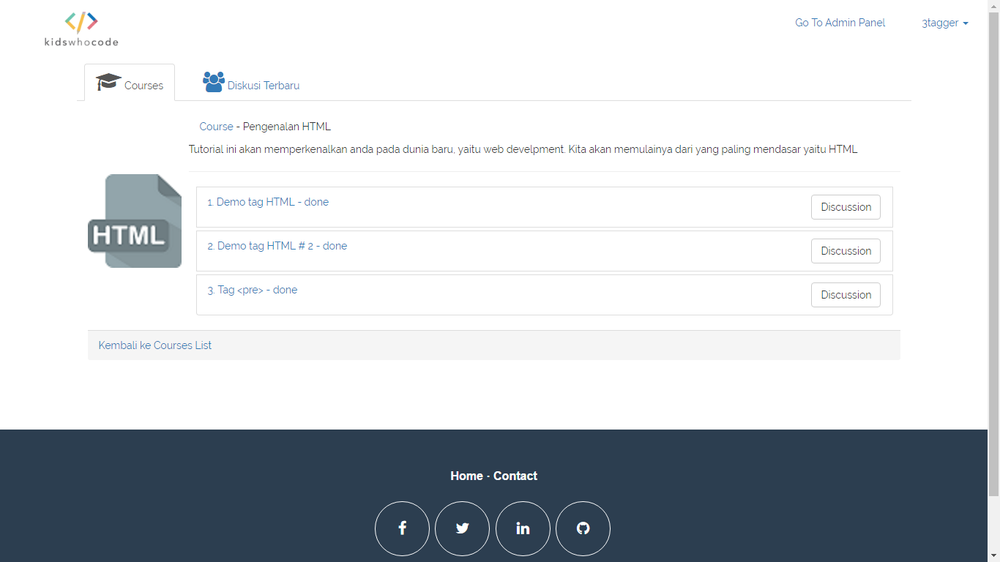 kidswhocode
Go To Admin Panel
3tagger
Courses
Diskusi Terbaru
Course - Pengenalan HTML
Tutorial ini akan memperkenalkan anda pada dunia baru, yaitu web develpment. Kita akan memulainya dari yang paling mendasar yaitu HTML
HTML
1. Demo tag HTML - done
Discussion
2. Demo tag HTML # 2 - done
Discussion
3. Tag <pre> - done
Discussion
Kembali ke Courses List
Home - Contact